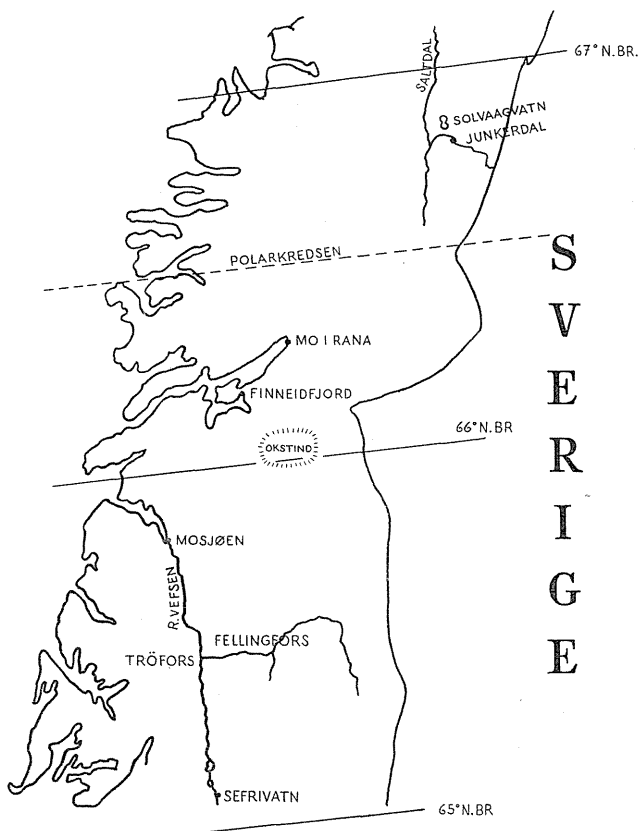 67° N.BR.
SALTDAL
SOLVAAGVATN
JUNKERDAL
POLARKREDSEN
SVERIGE
MO I RANA
FINNEIDFJORD
66° N.BR
OKSTIND
MOSJØEN
R.VEFSEN
FELLINGFORS
TRÖFORS
SEFRIVATN
65° N.BR